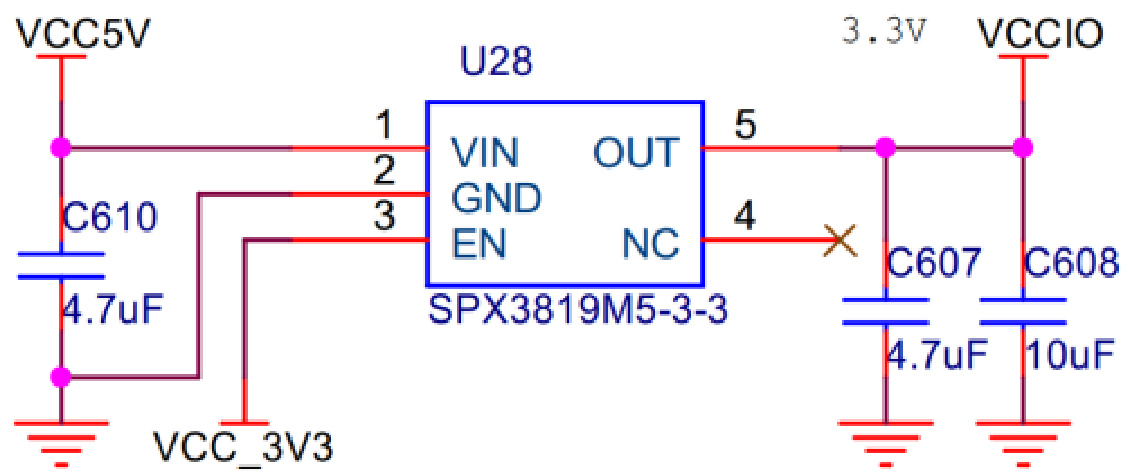 VCC5V
3.3V VCCIO
U28
1 VIN OUT 5
2 GND
3 EN NC 4
C610
4.7uF
SPX3819M5-3-3
C607
4.7uF
C608
10uF
VCC_3V3